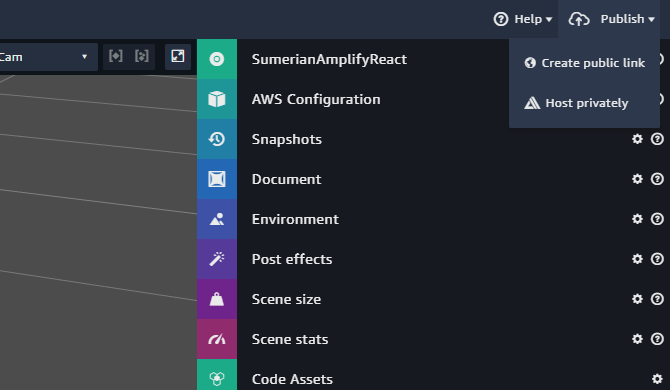 Help
Publish
Cam
SumerianAmplifyReact
Create public link
AWS Configuration
Host privately
Snapshots
Document
Environment
Post effects
Scene size
Scene stats
Code Assets